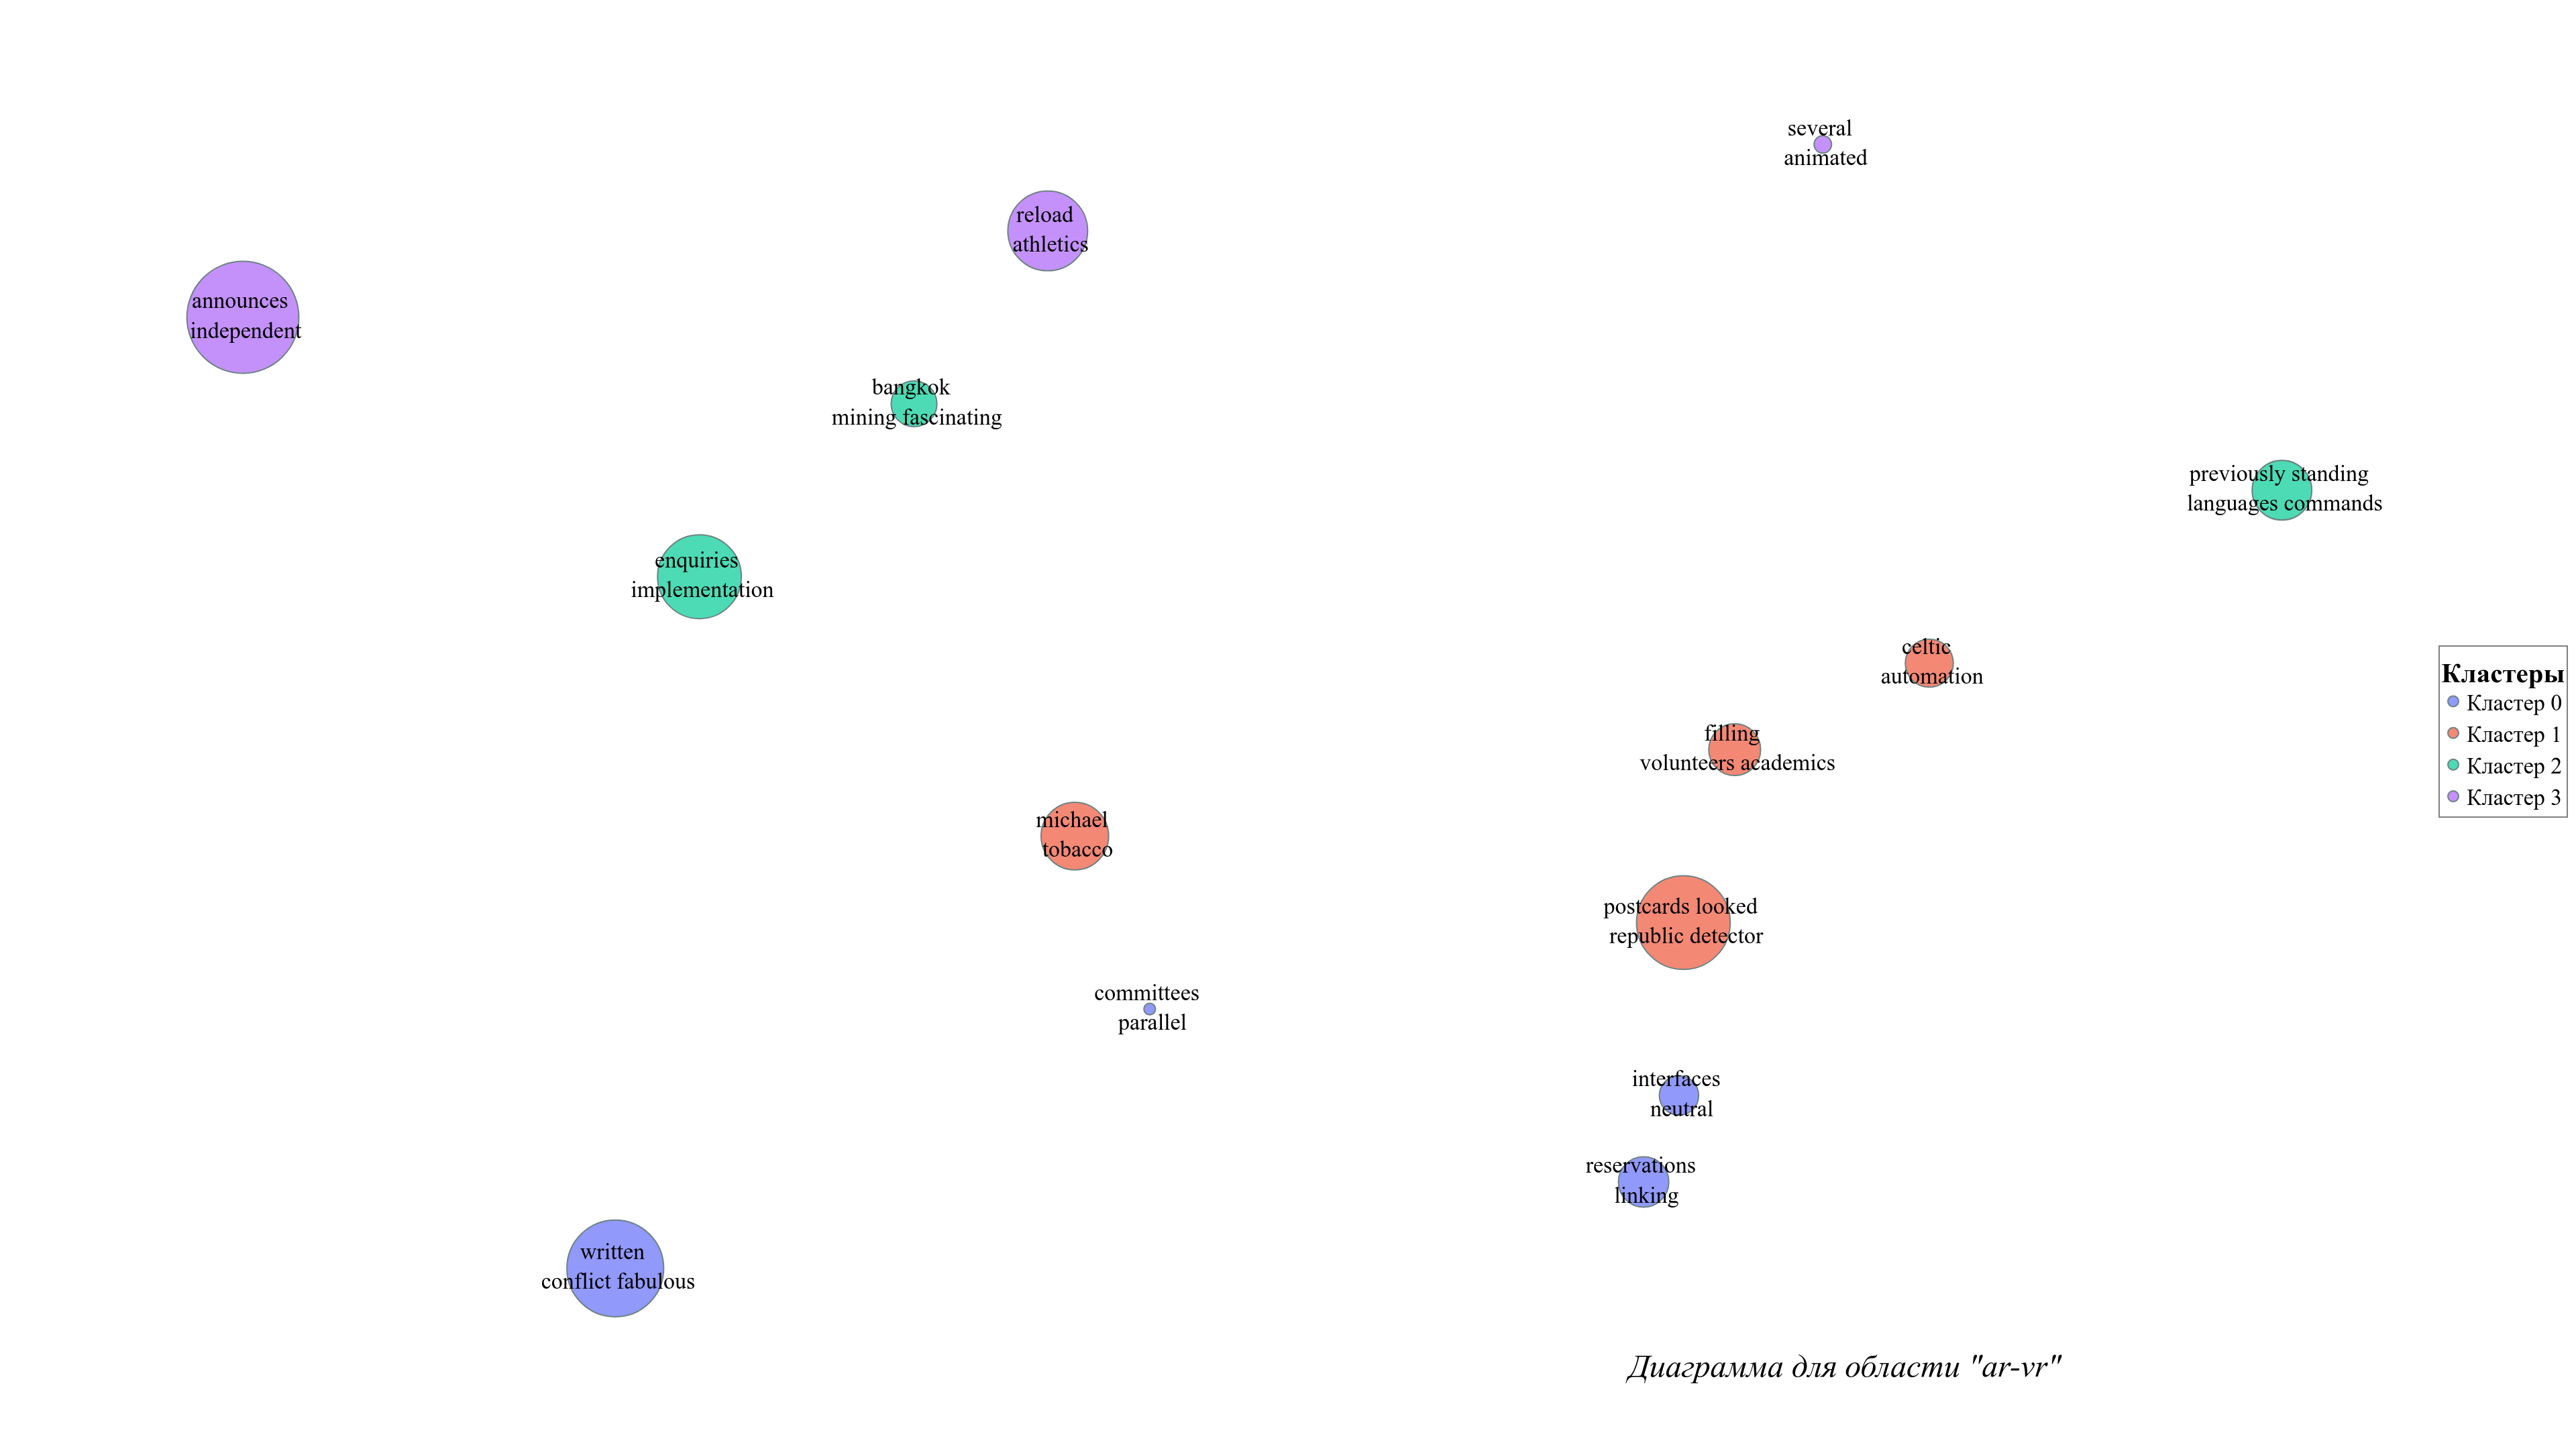 several
animated
reload
athletics
announces
independent
bangkok
mining fascinating
previously standing
languages commands
enquiries
implementation
celtic
automation
filling
volunteers academics
michael
tobacco
postcards looked
republic detector
committees
parallel
interfaces
neutral
reservations
linking
written
conflict fabulous
Кластеры
Кластер 0
Кластер 1
Кластер 2
Кластер 3
Диаграмма для области "ar-vr"